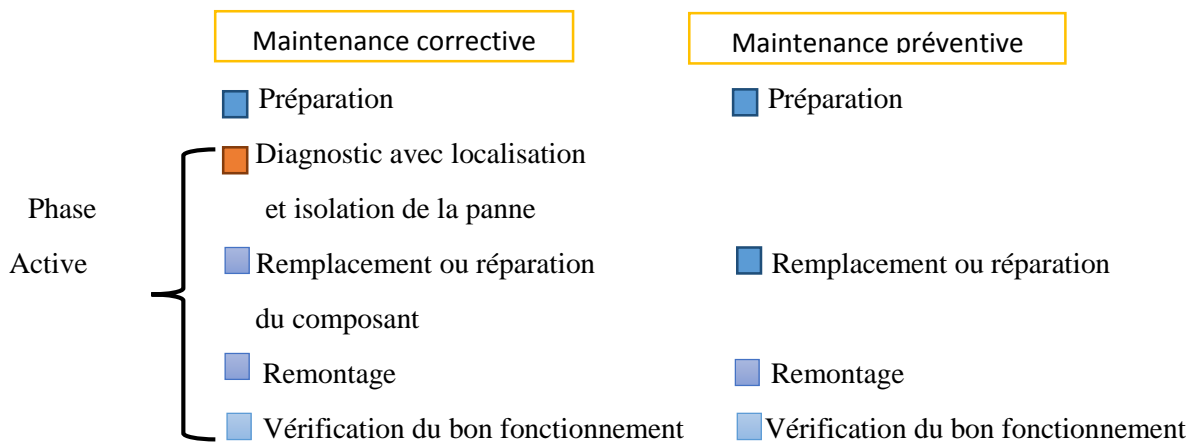 Maintenance corrective
Maintenance préventive
Préparation
Préparation
Diagnostic avec localisation
Phase
et isolation de la panne
Active
Remplacement ou réparation
Remplacement ou réparation
du composant
Remontage
Remontage
Vérification du bon fonctionnement
Vérification du bon fonctionnement